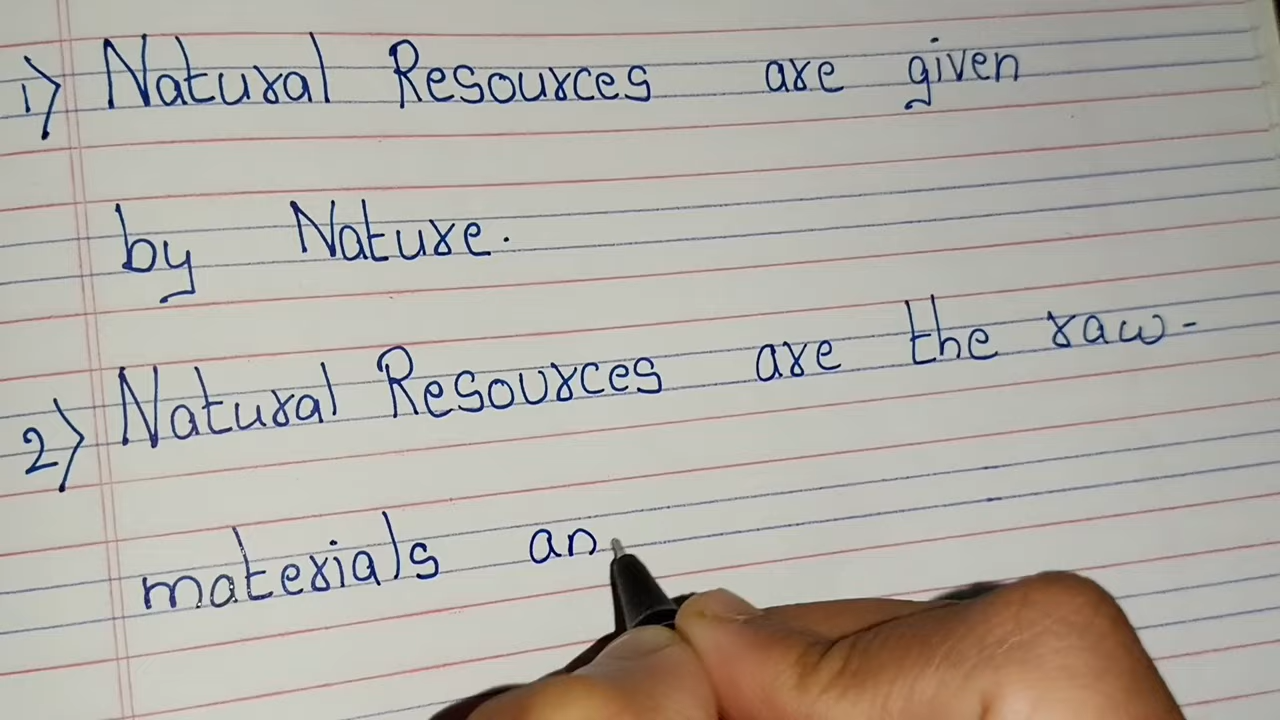 1) Natural Resources are given
by Nature.
2) Natural Resources are the raw-
materials an